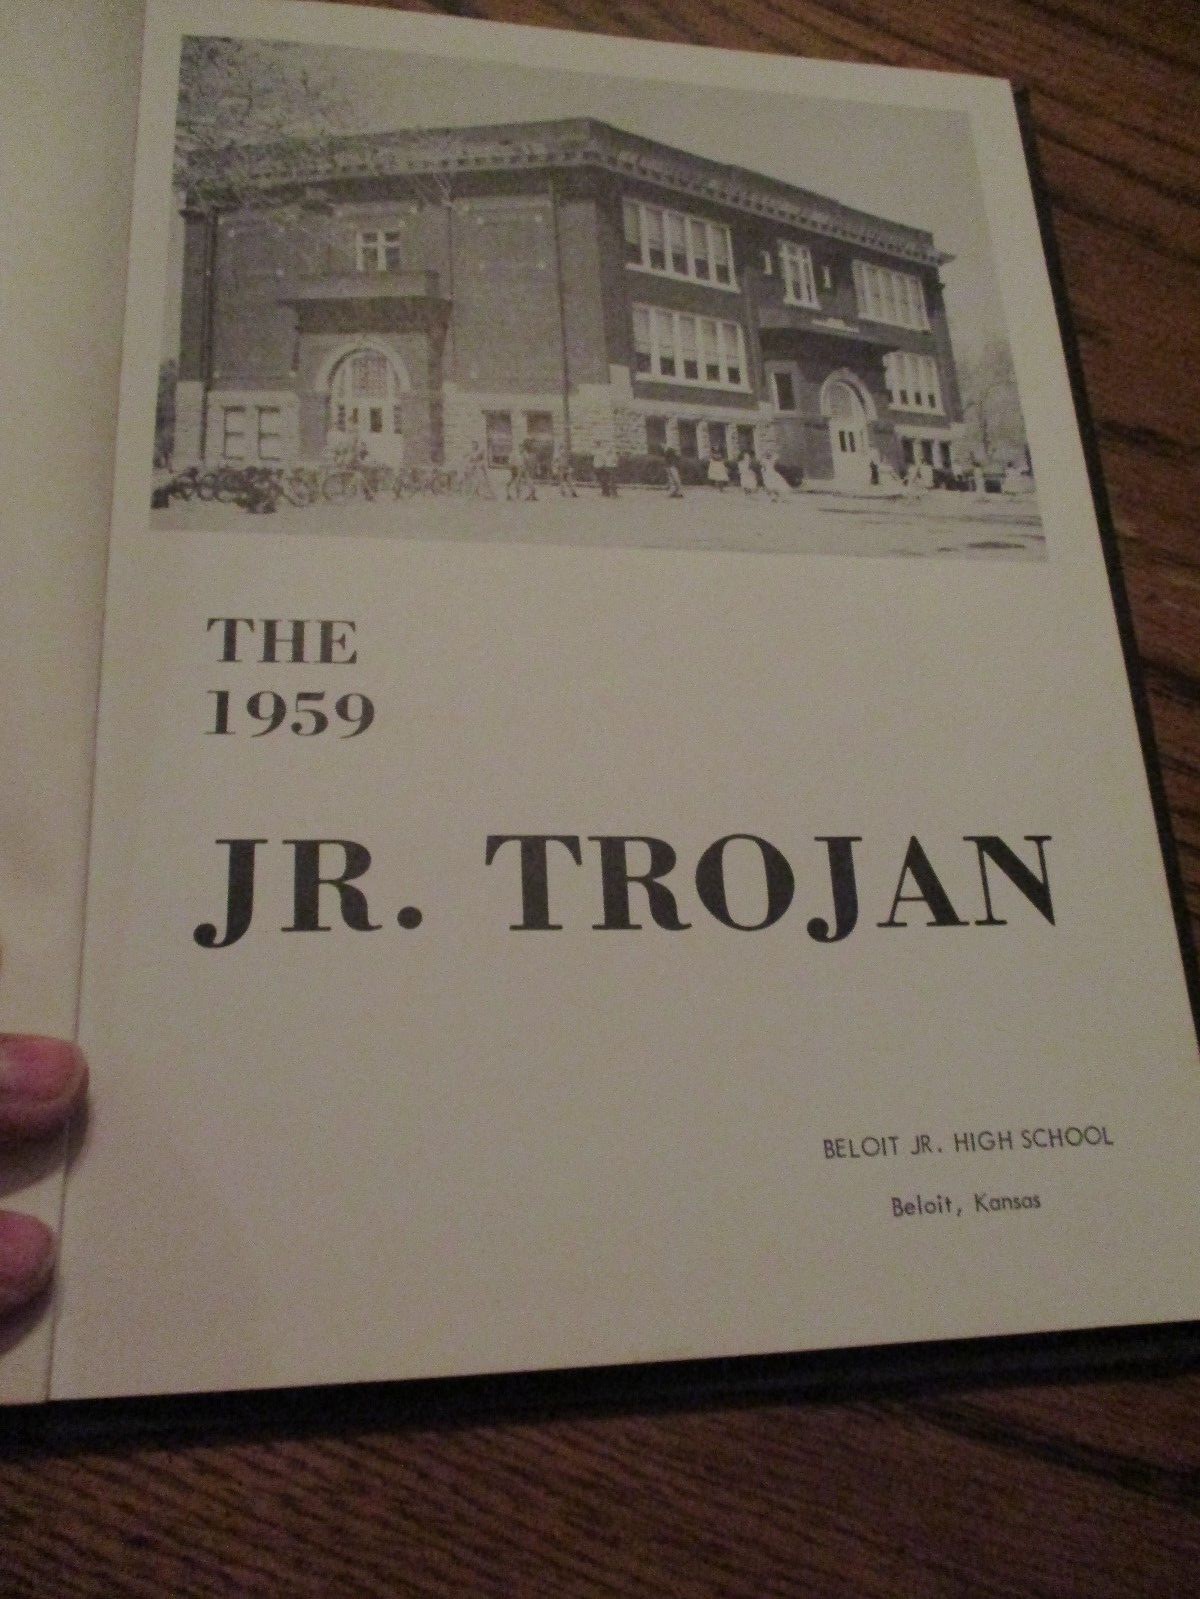 THE
1959
JR. TROJAN
BELOIT JR. HIGH SCHOOL
Beloit, Kansas